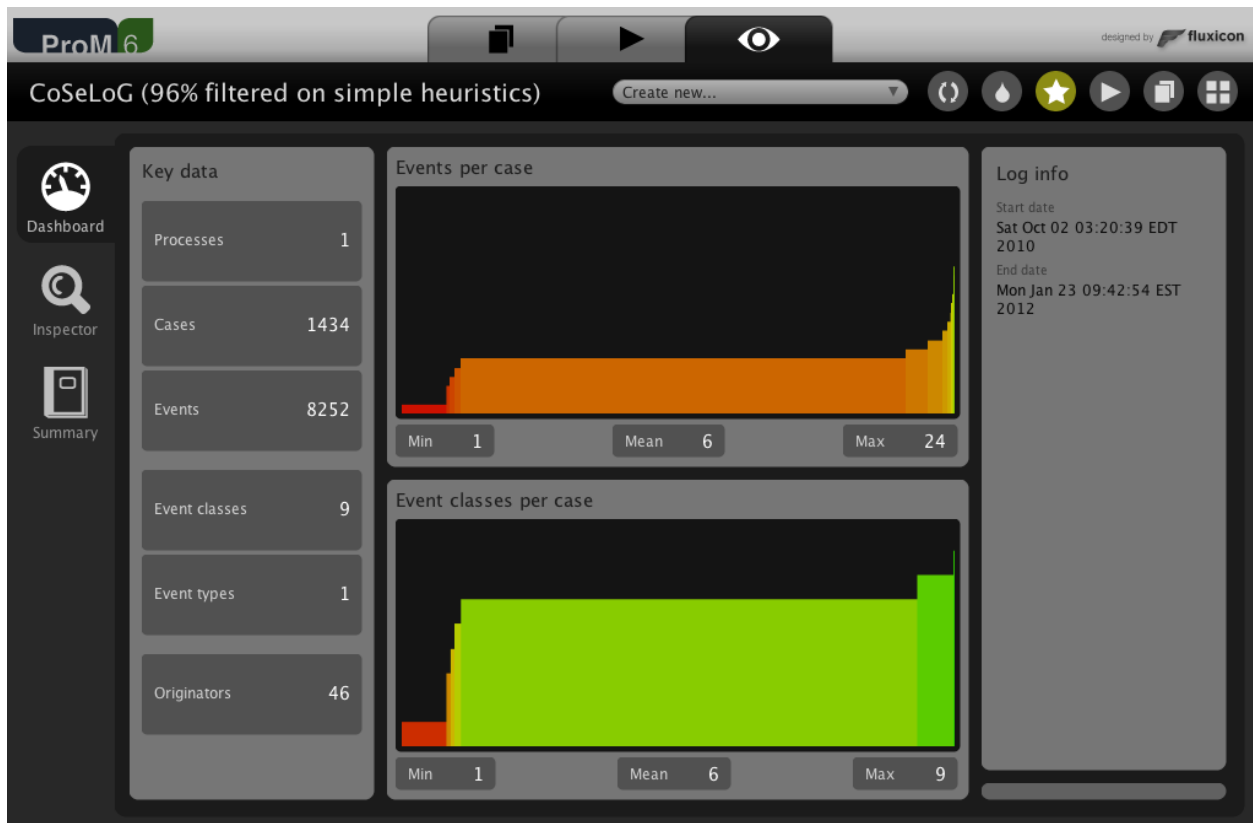 ProM 6
designed by fluxicon
CoSeLoG (96% filtered on simple heuristics)
Create new...
Dashboard
Inspector
Summary
Key data
Processes 1
Cases 1434
Events 8252
Event classes 9
Event types 1
Originators 46
Events per case
Min 1 Mean 6 Max 24
Event classes per case
Min 1 Mean 6 Max 9
Log info
Start date
Sat Oct 02 03:20:39 EDT
2010
End date
Mon Jan 23 09:42:54 EST
2012